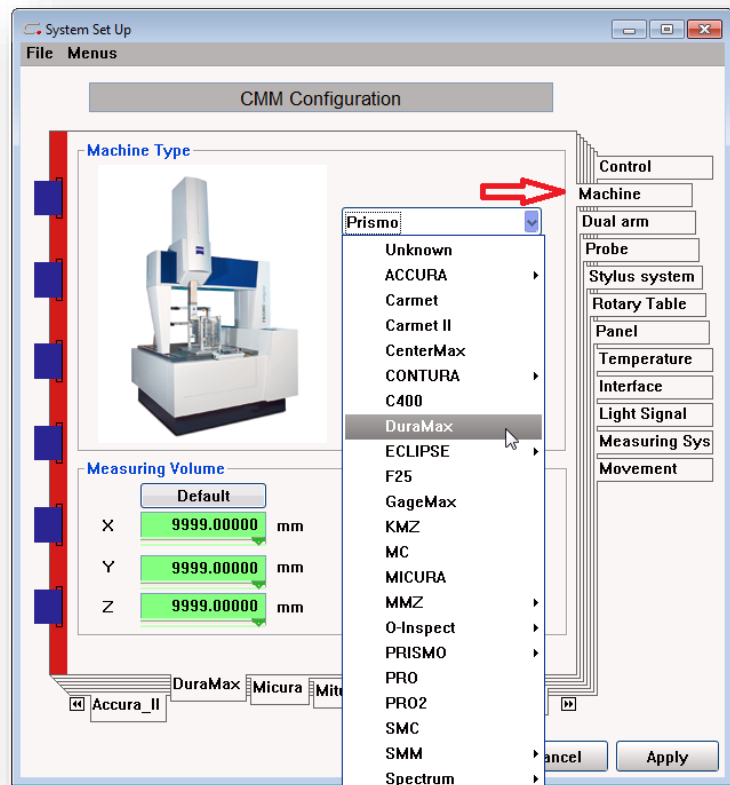 System Set Up
File Menus
CMM Configuration
Machine Type
Prismo
Unknown
ACCURA
Carmet
Carmet II
CenterMax
CONTURA
C400
DuraMax
ECLIPSE
F25
GageMax
KMZ
MC
MICURA
MMZ
O-Inspect
PRISMO
PRO
PRO2
SMC
SMM
Spectrum
Control
Machine
Dual arm
Probe
Stylus system
Rotary Table
Panel
Temperature
Interface
Light Signal
Measuring Sys
Movement
Measuring Volume
Default
X 9999.00000 mm
Y 9999.00000 mm
Z 9999.00000 mm
Accura_II DuraMax Micura Mitu
ancel Apply